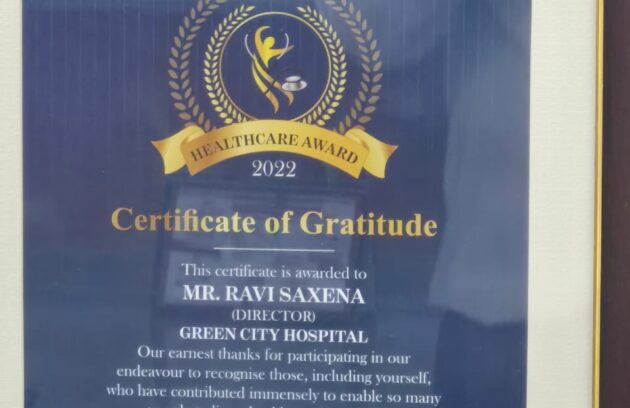 HEALTHCARE AWARD
2022
Certificate of Gratitude
This certificate is awarded to
MR. RAVI SAXENA
(DIRECTOR)
GREEN CITY HOSPITAL
Our earnest thanks for participating in our
endeavour to recognise those, including yourself,
who have contributed immensely to enable so many